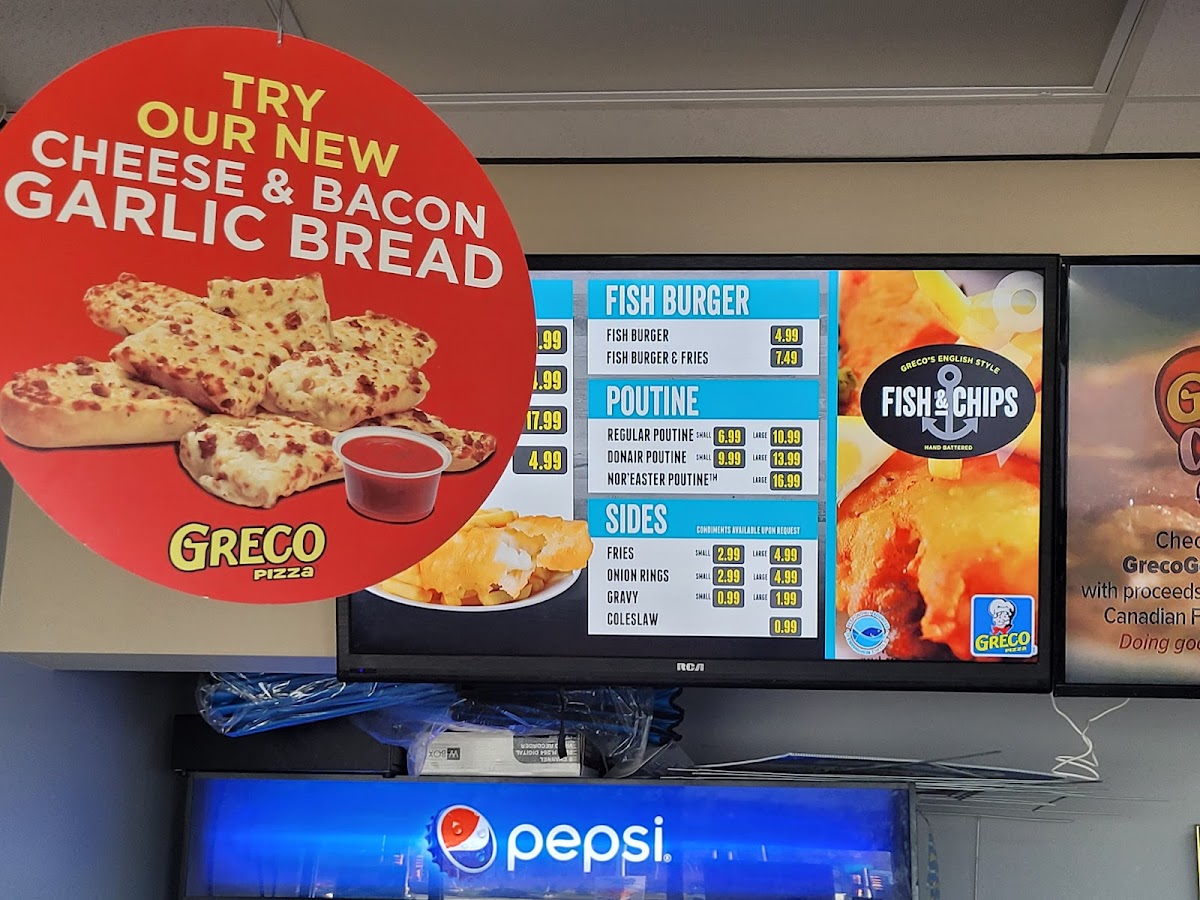 TRY
OUR NEW
CHEESE & BACON
GARLIC BREAD
GRECO
PIZZA
.99
.99
17.99
4.99
FISH BURGER
FISH BURGER 4.99
FISH BURGER & FRIES 7.49
POUTINE
REGULAR POUTINE SMALL 6.99 LARGE 10.99
DONAIR POUTINE SMALL 9.99 LARGE 13.99
NOR'EASTER POUTINE™ LARGE 16.99
SIDES CONDIMENTS AVAILABLE UPON REQUEST
FRIES SMALL 2.99 LARGE 4.99
ONION RINGS SMALL 2.99 LARGE 4.99
GRAVY SMALL 0.99 LARGE 1.99
COLESLAW 0.99
GRECO'S ENGLISH STYLE
FISH & CHIPS
HAND BATTERED
GRECO
PIZZA
RCA
Chec
GrecoG
with proceeds
Canadian F
Doing goo
W BOX
DIGITAL
RECORDER
pepsi